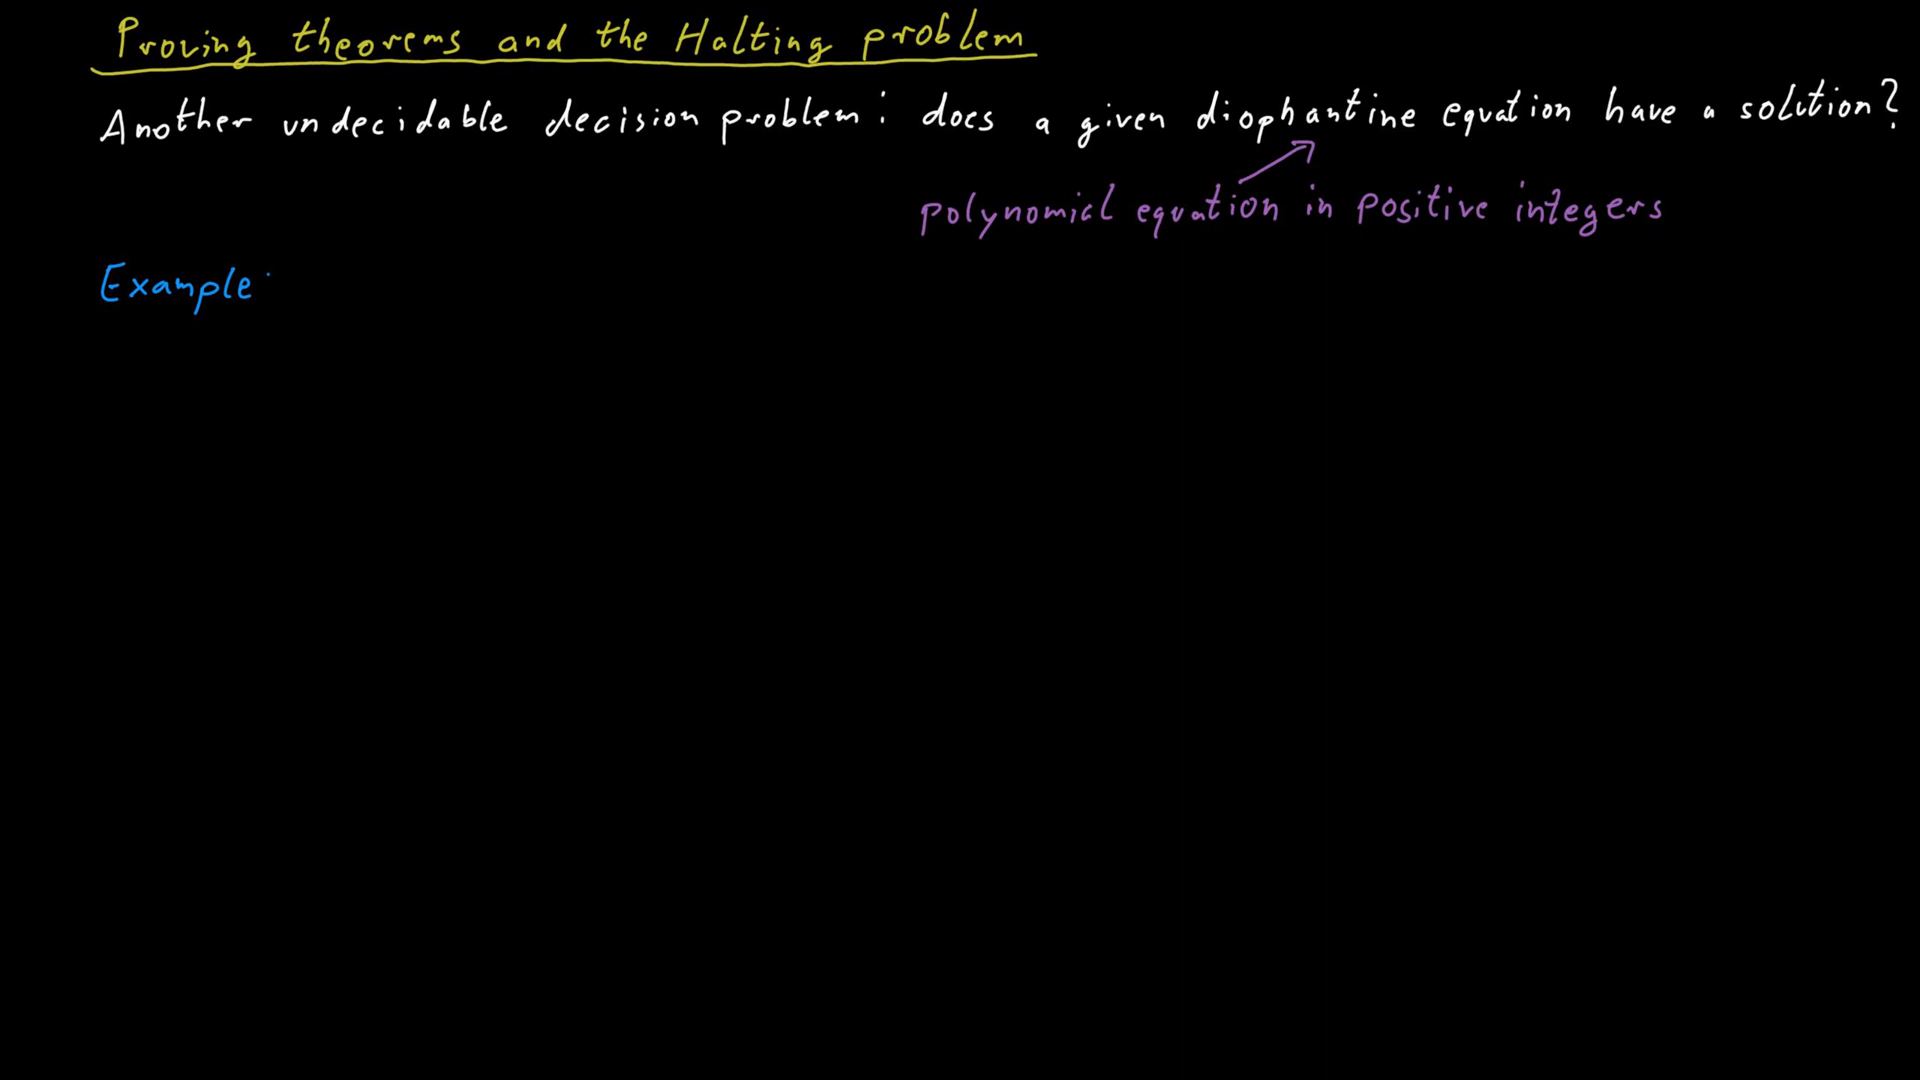 Proving theorems and the Halting problem
Another undecidable decision problem: does a given diophantine equation have a solution?
polynomial equation in positive integers
Example